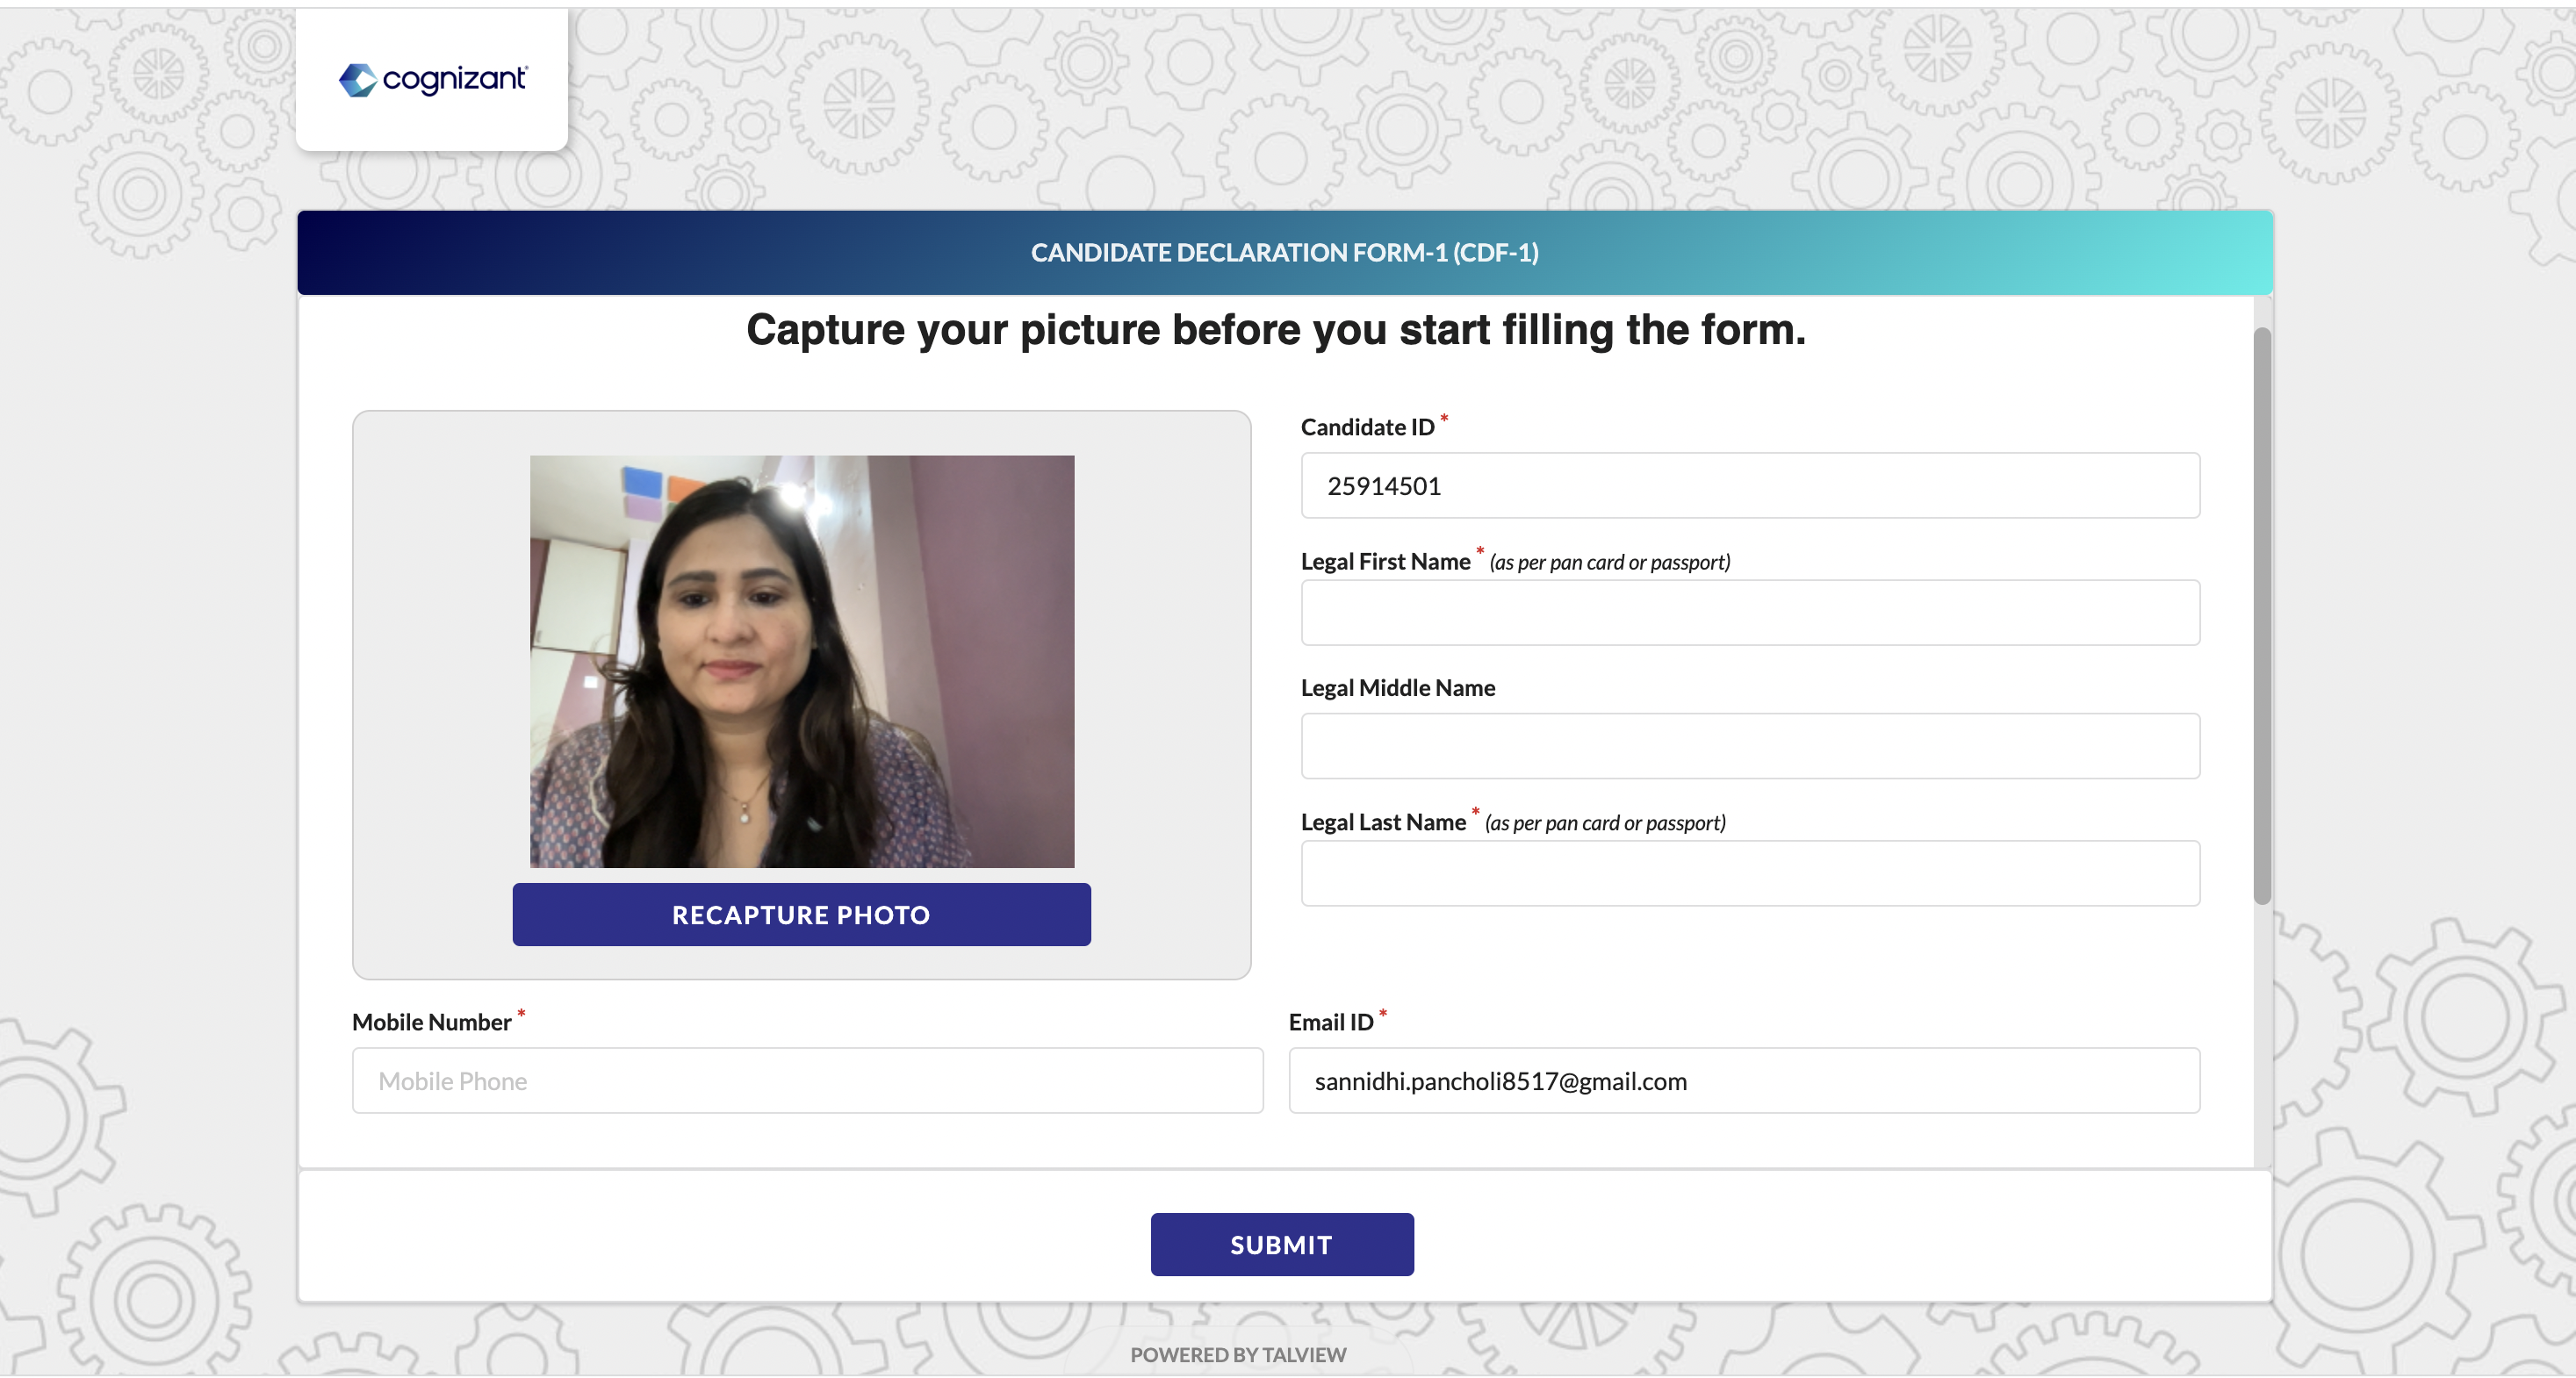 cognizant
CANDIDATE DECLARATION FORM-1 (CDF-1)
Capture your picture before you start filling the form.
Candidate ID *
25914501
Legal First Name * (as per pan card or passport)
Legal Middle Name
Legal Last Name * (as per pan card or passport)
RECAPTURE PHOTO
Mobile Number *
Mobile Phone
Email ID *
sannidhi.pancholi8517@gmail.com
SUBMIT
POWERED BY TALVIEW